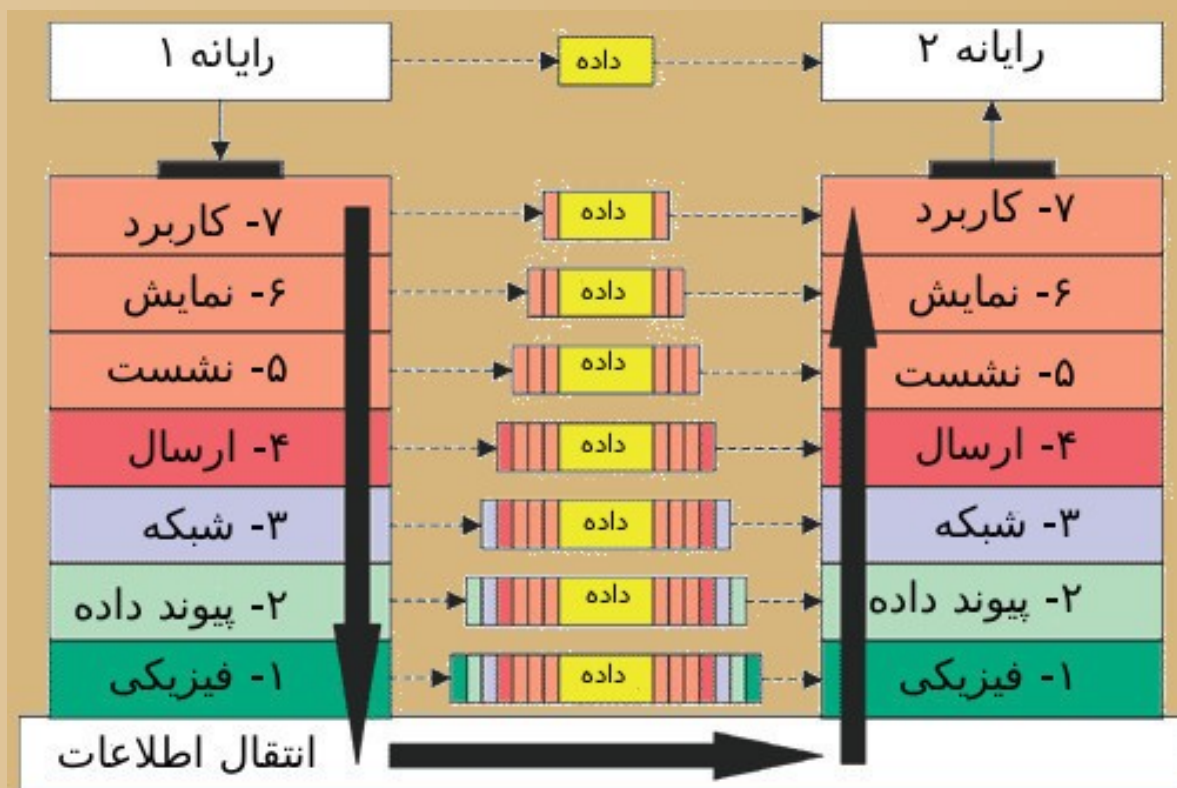 رایانه ۱
داده
رایانه ۲
۷- کاربرد
داده
۷- کاربرد
۶- نمایش
داده
۶- نمایش
۵- نشست
داده
۵- نشست
۴- ارسال
داده
۴- ارسال
۳- شبکه
داده
۳- شبکه
۲- پیوند داده
داده
۲- پیوند داده
۱- فیزیکی
داده
۱- فیزیکی
انتقال اطلاعات